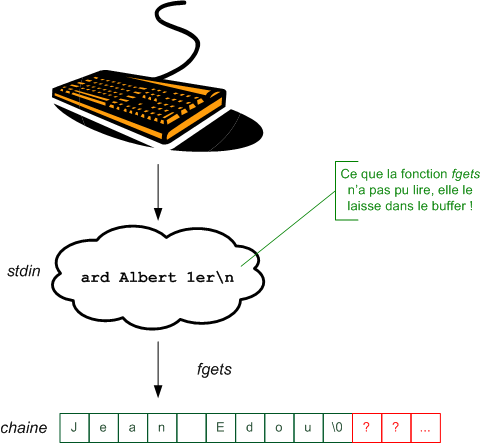 Ce que la fonction fgets
n'a pas pu lire, elle le
laisse dans le buffer !
stdin
ard Albert 1er\n
fgets
chaine J e a n E d o u \0 ? ? ...